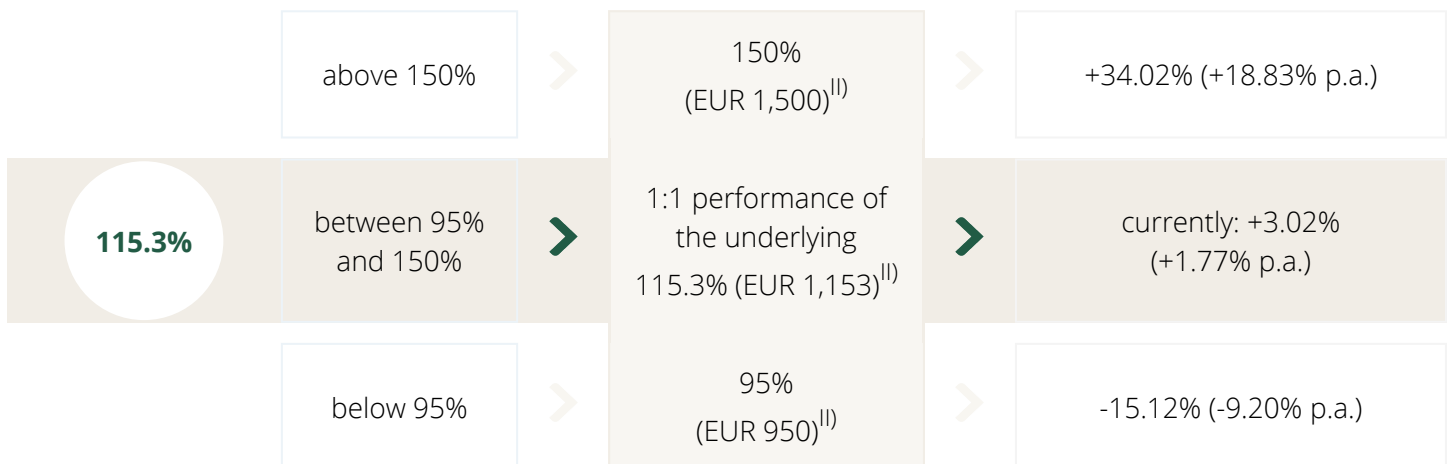 above 150%
150%
(EUR 1,500)II)
+34.02% (+18.83% p.a.)
115.3%
between 95%
and 150%
1:1 performance of
the underlying
115.3% (EUR 1,153)II)
currently: +3.02%
(+1.77% p.a.)
below 95%
95%
(EUR 950)II)
-15.12% (-9.20% p.a.)